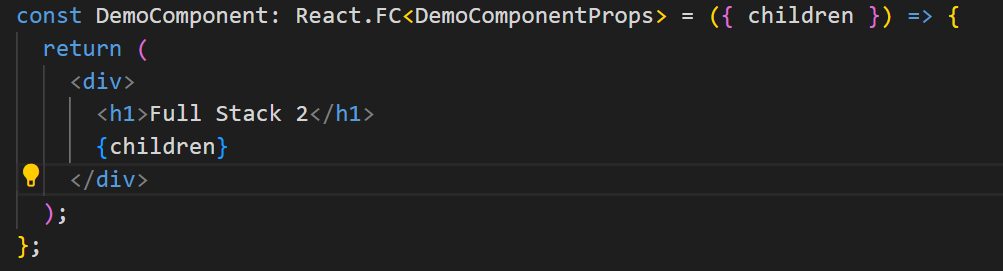 const DemoComponent: React.FC<DemoComponentProps> = ({ children }) => {
  return (
    <div>
      <h1>Full Stack 2</h1>
      {children}
    </div>
  );
};